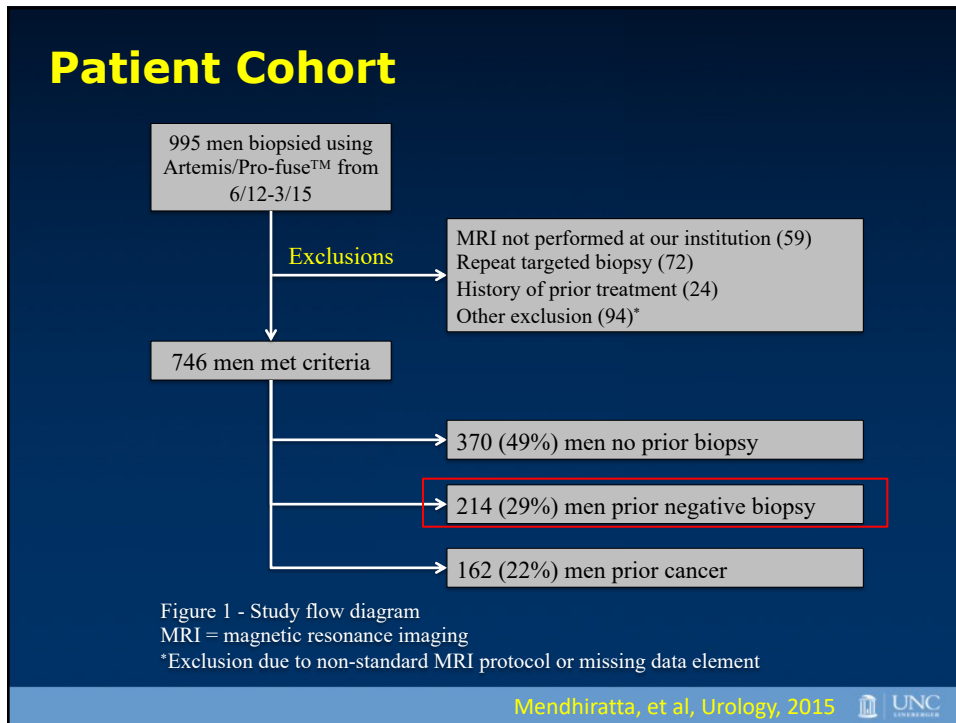 Patient Cohort
995 men biopsied using
Artemis/Pro-fuse™ from
6/12-3/15
Exclusions
MRI not performed at our institution (59)
Repeat targeted biopsy (72)
History of prior treatment (24)
Other exclusion (94)*
746 men met criteria
370 (49%) men no prior biopsy
214 (29%) men prior negative biopsy
162 (22%) men prior cancer
Figure 1 - Study flow diagram
MRI = magnetic resonance imaging
*Exclusion due to non-standard MRI protocol or missing data element
Mendhiratta, et al, Urology, 2015
UNC
LINEBERGER